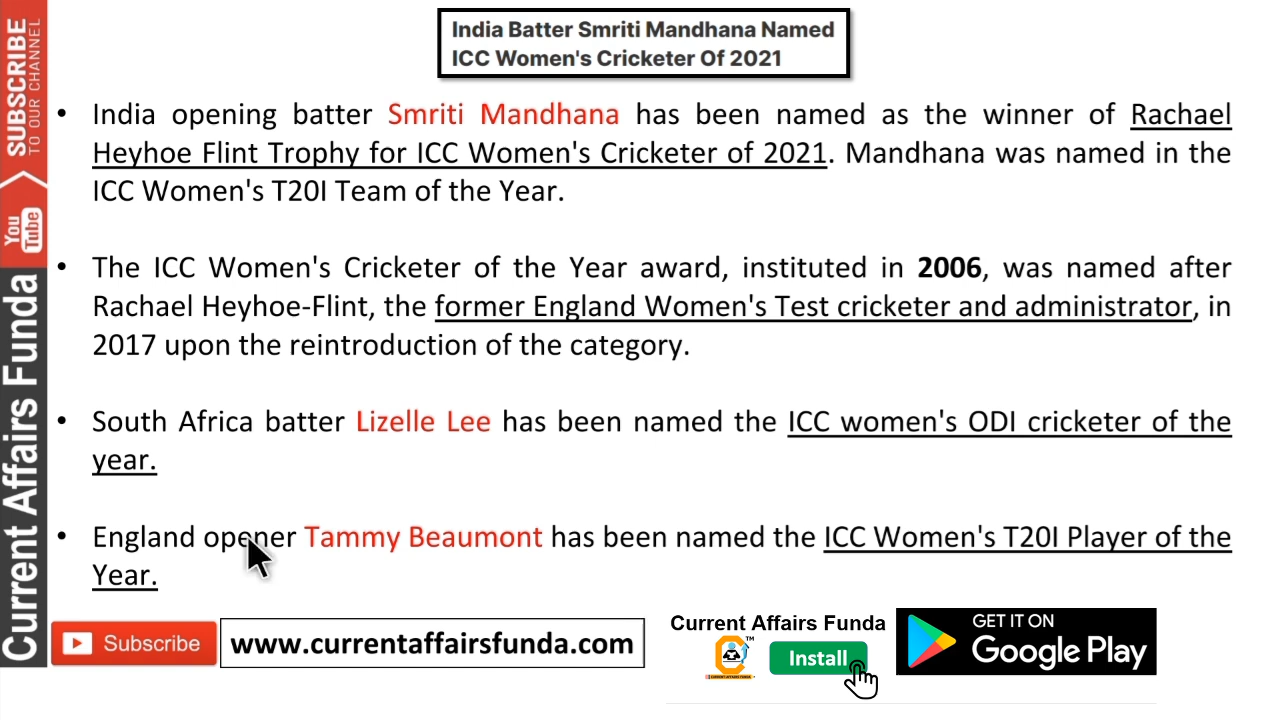 India Batter Smriti Mandhana Named
ICC Women's Cricketer Of 2021
• India opening batter Smriti Mandhana has been named as the winner of Rachael
Heyhoe Flint Trophy for ICC Women's Cricketer of 2021. Mandhana was named in the
ICC Women's T20I Team of the Year.
• The ICC Women's Cricketer of the Year award, instituted in 2006, was named after
Rachael Heyhoe-Flint, the former England Women's Test cricketer and administrator, in
2017 upon the reintroduction of the category.
• South Africa batter Lizelle Lee has been named the ICC women's ODI cricketer of the
year.
• England opener Tammy Beaumont has been named the ICC Women's T20I Player of the
Year.
SUBSCRIBE
TO OUR CHANNEL
You
Tube
Current Affairs Funda
Subscribe
www.currentaffairsfunda.com
Current Affairs Funda
TM
CURRENT AFFAIRS FUNDA
Install
GET IT ON
Google Play